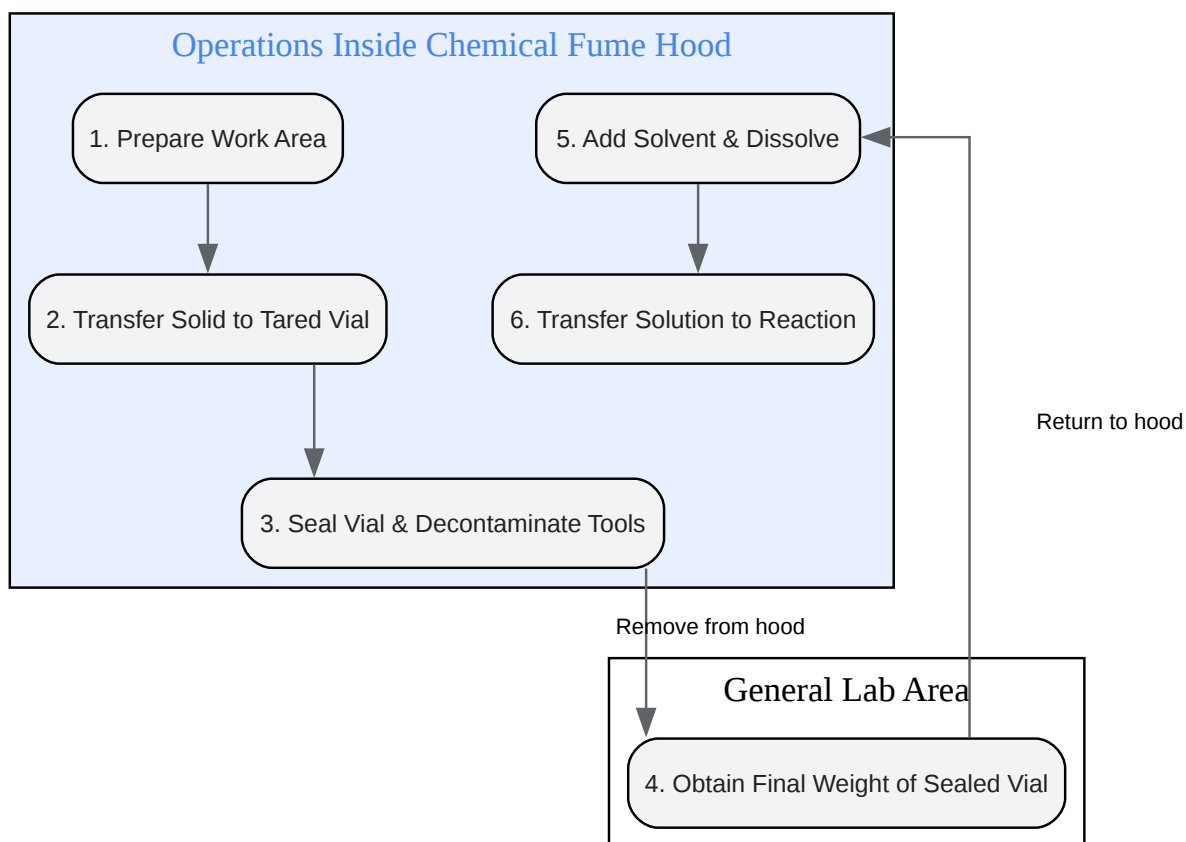 Operations Inside Chemical Fume Hood
1. Prepare Work Area
5. Add Solvent & Dissolve
2. Transfer Solid to Tared Vial
6. Transfer Solution to Reaction
Return to hood
3. Seal Vial & Decontaminate Tools
Remove from hood
General Lab Area
4. Obtain Final Weight of Sealed Vial